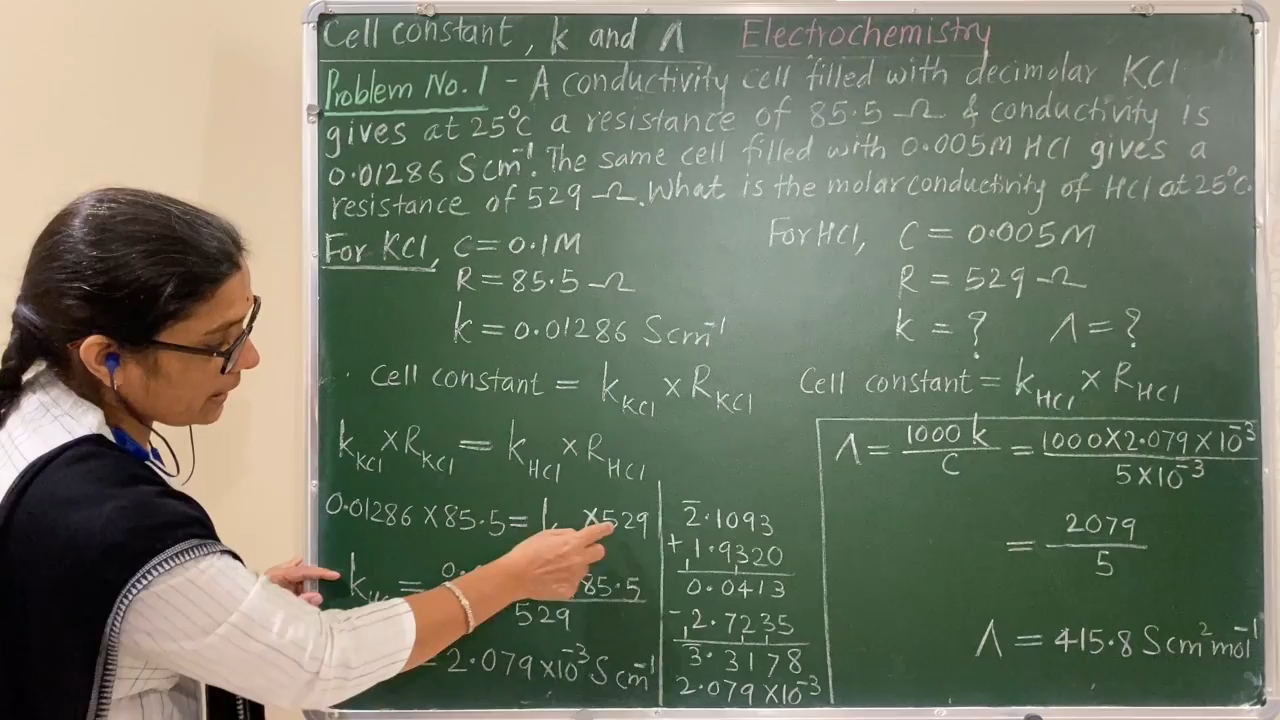 Cell constant, k and Λ Electrochemistry
Problem No. 1 - A conductivity cell filled with decimolar KCl
gives at 25°C a resistance of 85.5 Ω & conductivity is
0.01286 S cm⁻¹. The same cell filled with 0.005M HCl gives a
resistance of 529 Ω. What is the molar conductivity of HCl at 25°C.
For KCl, C = 0.1M
R = 85.5 Ω
k = 0.01286 S cm⁻¹
Cell constant = k_KCl × R_KCl
k_KCl × R_KCl = k_HCl × R_HCl
0.01286 × 85.5 = × 529
k = 85.5
529
= 2.079 × 10⁻³ S cm⁻¹
2̄.1093
+ 1.9320
0.0413
- 2.7235
3̄.3178
2.079 × 10⁻³
For HCl, C = 0.005M
R = 529 Ω
k = ? Λ = ?
Cell constant = k_HCl × R_HCl
Λ = 1000 k / C = 1000 × 2.079 × 10⁻³ / 5 × 10⁻³
= 2079 / 5
Λ = 415.8 S cm² mol⁻¹